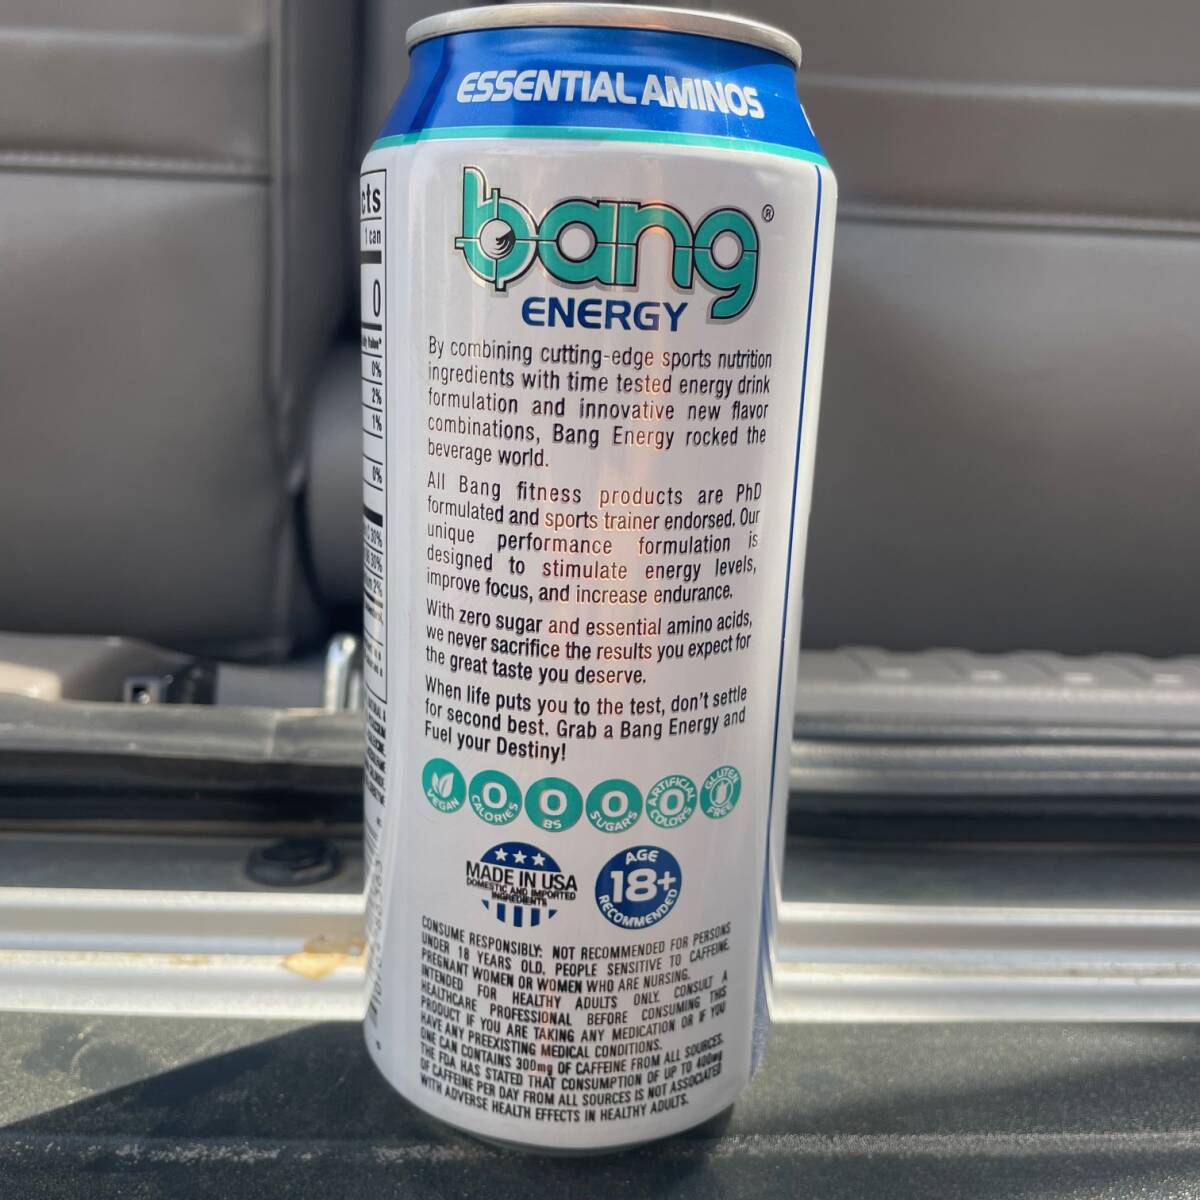 ESSENTIAL AMINOS
bang®
ENERGY
By combining cutting-edge sports nutrition
ingredients with time tested energy drink
formulation and innovative new flavor
combinations, Bang Energy rocked the
beverage world.
All Bang fitness products are PhD
formulated and sports trainer endorsed. Our
unique performance formulation is
designed to stimulate energy levels,
improve focus, and increase endurance.
With zero sugar and essential amino acids,
we never sacrifice the results you expect for
the great taste you deserve.
When life puts you to the test, don't settle
for second best. Grab a Bang Energy and
Fuel your Destiny!
VEGAN
0 CALORIES
0 BS
0 SUGARS
0 ARTIFICIAL COLORS
GLUTEN FREE
MADE IN USA
DOMESTIC AND IMPORTED
INGREDIENTS
AGE
18+
RECOMMENDED
CONSUME RESPONSIBLY: NOT RECOMMENDED FOR PERSONS
UNDER 18 YEARS OLD, PEOPLE SENSITIVE TO CAFFEINE,
PREGNANT WOMEN OR WOMEN WHO ARE NURSING.
INTENDED FOR HEALTHY ADULTS ONLY. CONSULT A
HEALTHCARE PROFESSIONAL BEFORE CONSUMING THIS
PRODUCT IF YOU ARE TAKING ANY MEDICATION OR IF YOU
HAVE ANY PREEXISTING MEDICAL CONDITIONS.
ONE CAN CONTAINS 300mg OF CAFFEINE FROM ALL SOURCES.
THE FDA HAS STATED THAT CONSUMPTION OF UP TO 400mg
OF CAFFEINE PER DAY FROM ALL SOURCES IS NOT ASSOCIATED
WITH ADVERSE HEALTH EFFECTS IN HEALTHY ADULTS.
cts
1 can
0
0%
2%
1%
0%
30%
30%
2%